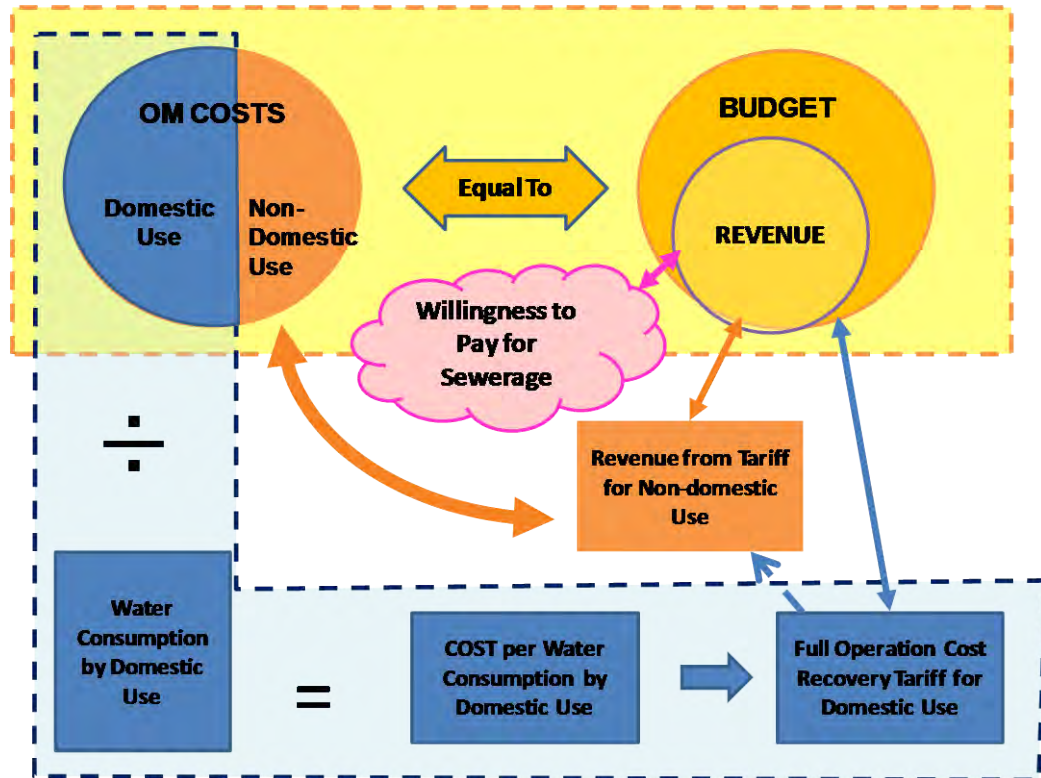 OM COSTS
Domestic
Use
Non-
Domestic
Use
Equal To
BUDGET
REVENUE
Willingness to
Pay for
Sewerage
÷
Revenue from Tariff
for Non-domestic
Use
Water
Consumption
by Domestic
Use
=
COST per Water
Consumption by
Domestic Use
Full Operation Cost
Recovery Tariff for
Domestic Use